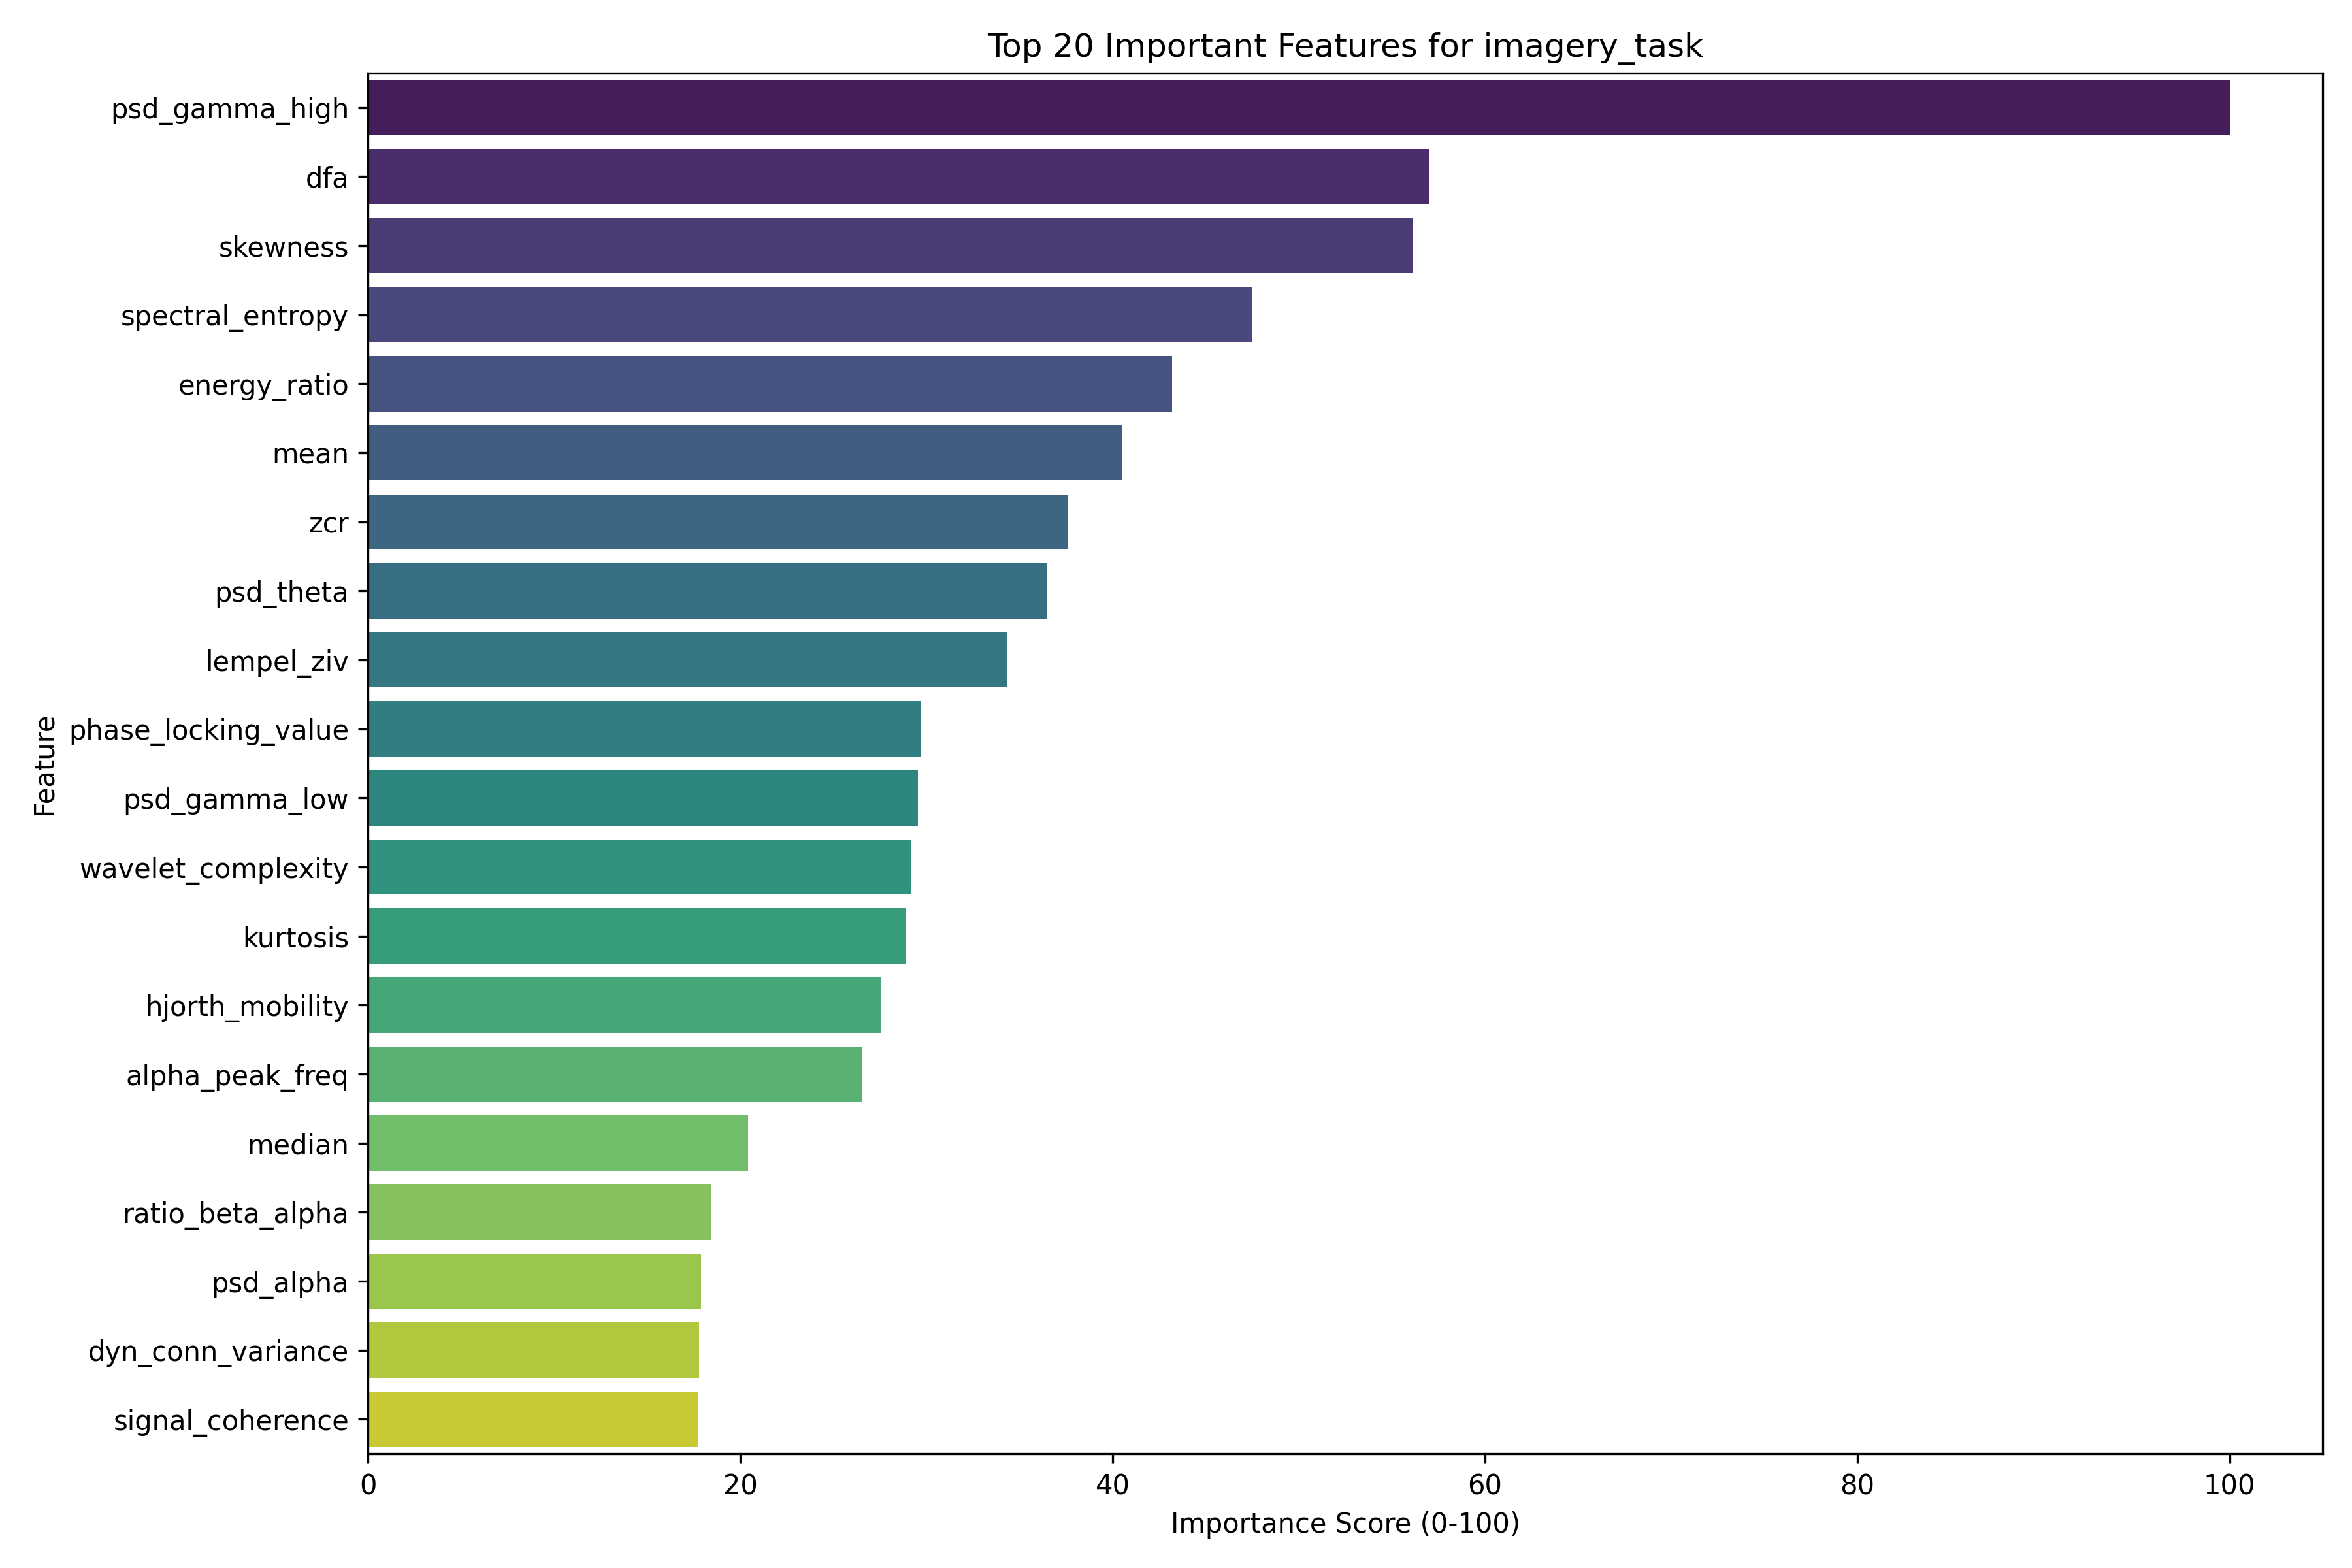 Top 20 Important Features for imagery_task
psd_gamma_high
dfa
skewness
spectral_entropy
energy_ratio
mean
zcr
psd_theta
lempel_ziv
phase_locking_value
psd_gamma_low
wavelet_complexity
kurtosis
hjorth_mobility
alpha_peak_freq
median
ratio_beta_alpha
psd_alpha
dyn_conn_variance
signal_coherence
Feature
0 20 40 60 80 100
Importance Score (0-100)